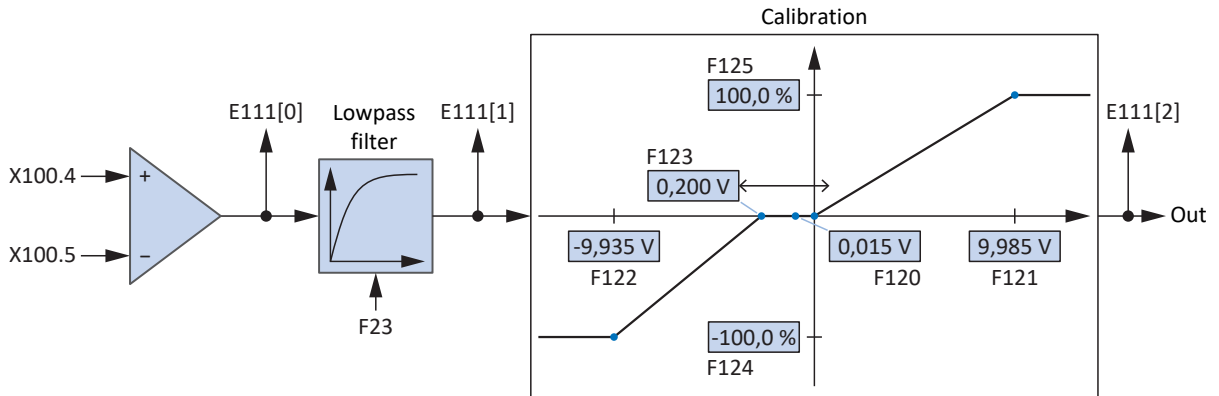 Calibration
F125
100,0 %
E111[0]
Lowpass
filter
E111[1]
E111[2]
X100.4
+
F123
0,200 V
Out
X100.5
−
-9,935 V
0,015 V
9,985 V
F122
F120
F121
F23
-100,0 %
F124